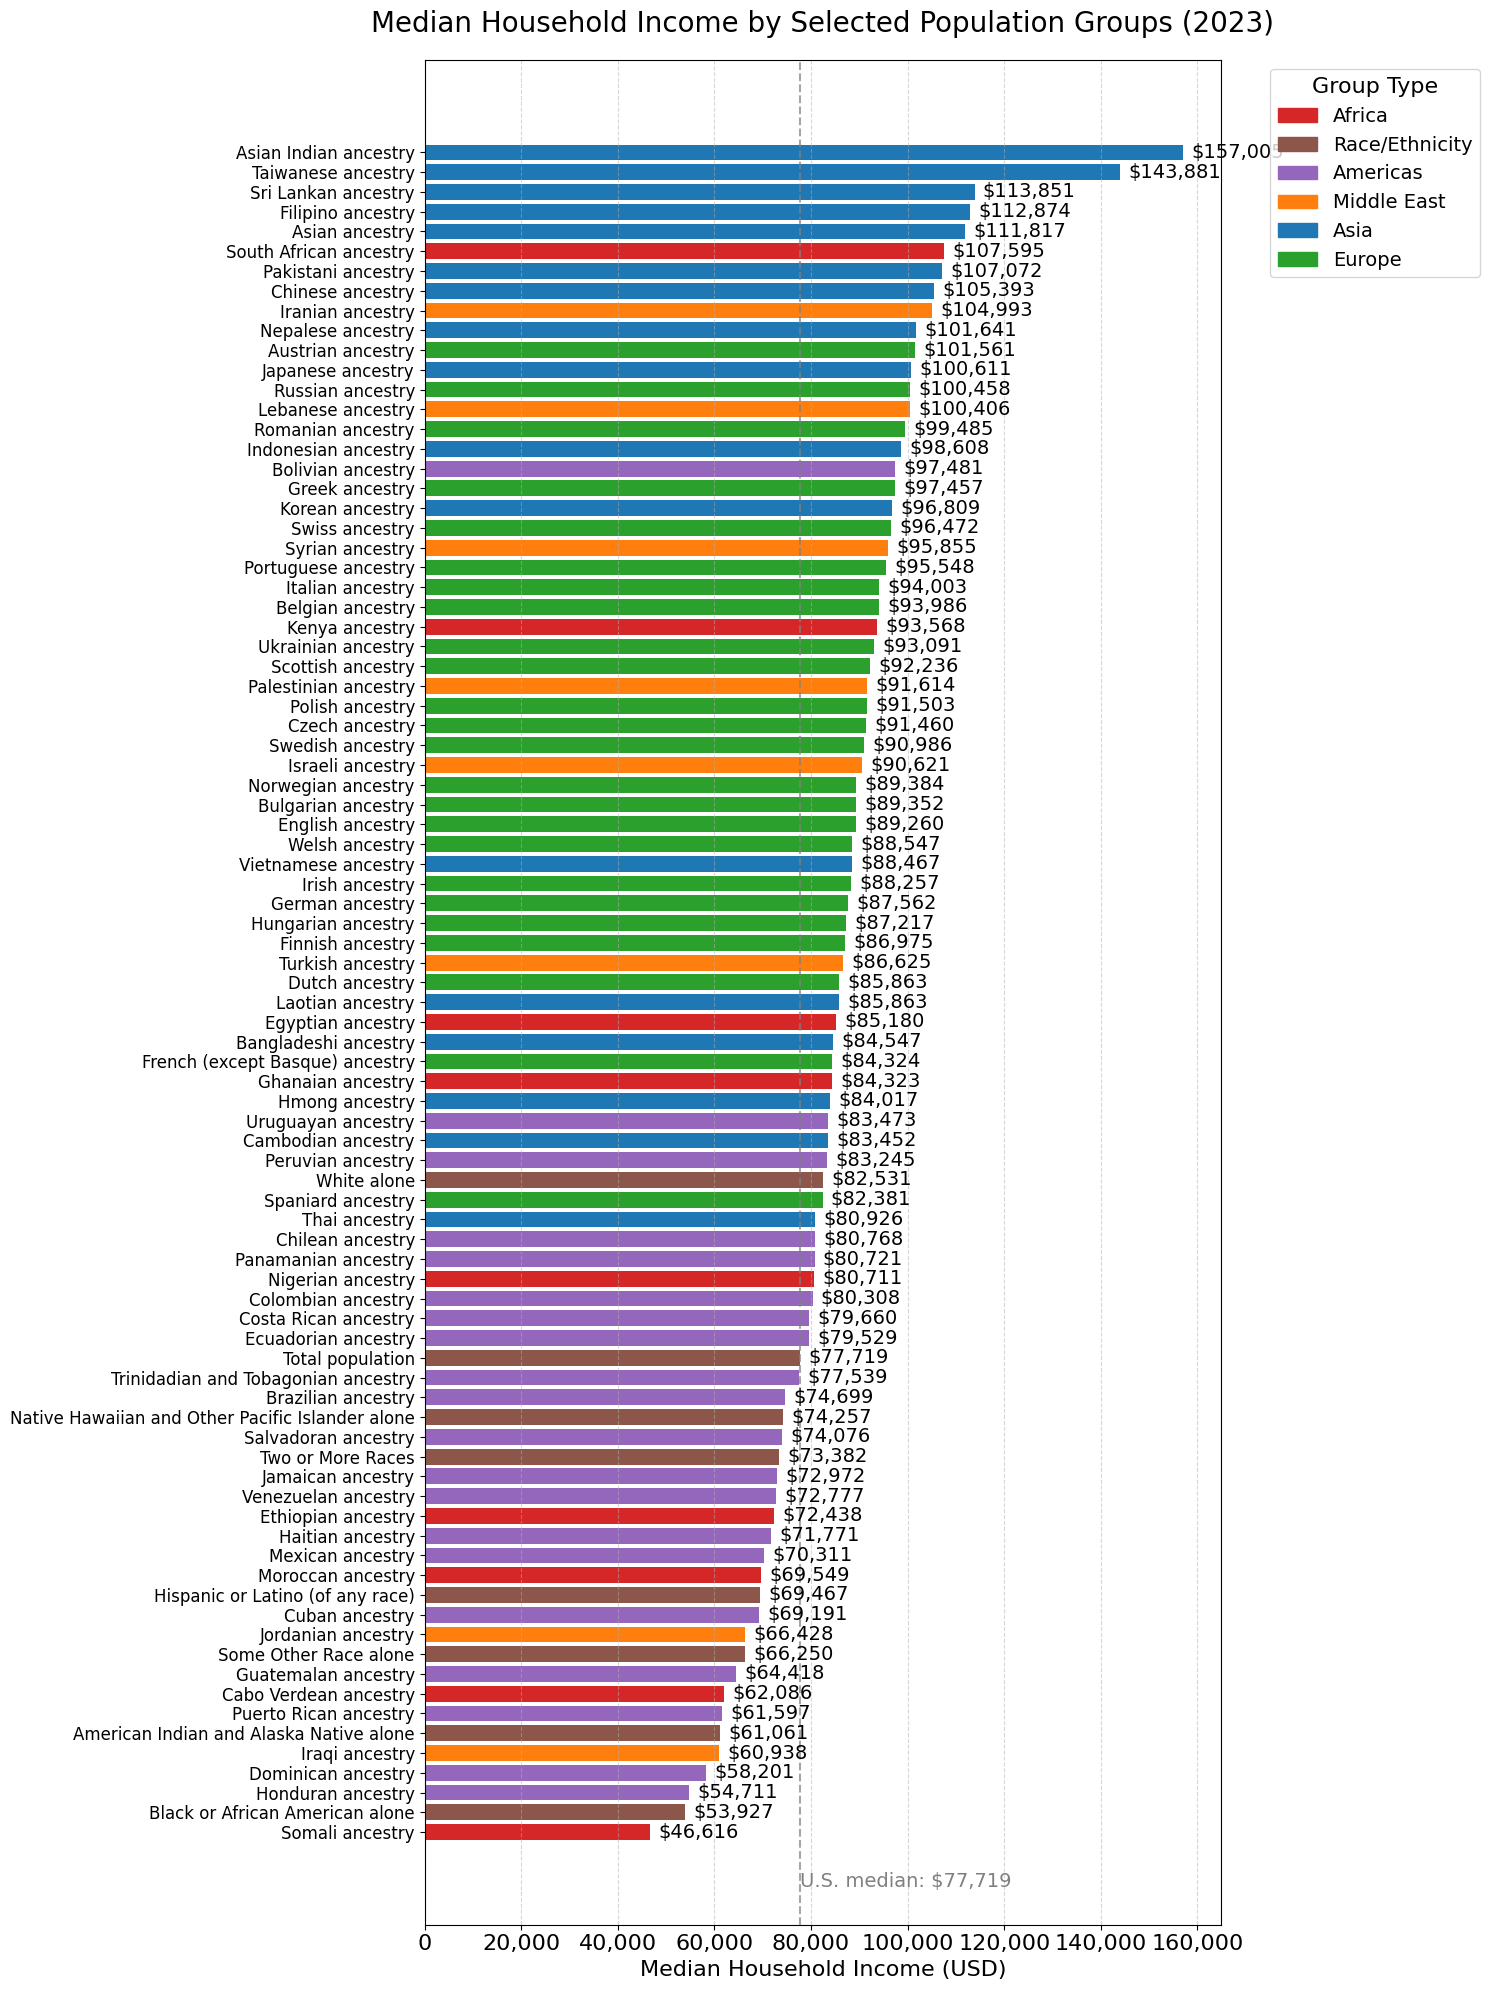 Median Household Income by Selected Population Groups (2023)
Group Type
Africa
Race/Ethnicity
Americas
Middle East
Asia
Europe
Asian Indian ancestry $157,005
Taiwanese ancestry $143,881
Sri Lankan ancestry $113,851
Filipino ancestry $112,874
Asian ancestry $111,817
South African ancestry $107,595
Pakistani ancestry $107,072
Chinese ancestry $105,393
Iranian ancestry $104,993
Nepalese ancestry $101,641
Austrian ancestry $101,561
Japanese ancestry $100,611
Russian ancestry $100,458
Lebanese ancestry $100,406
Romanian ancestry $99,485
Indonesian ancestry $98,608
Bolivian ancestry $97,481
Greek ancestry $97,457
Korean ancestry $96,809
Swiss ancestry $96,472
Syrian ancestry $95,855
Portuguese ancestry $95,548
Italian ancestry $94,003
Belgian ancestry $93,986
Kenya ancestry $93,568
Ukrainian ancestry $93,091
Scottish ancestry $92,236
Palestinian ancestry $91,614
Polish ancestry $91,503
Czech ancestry $91,460
Swedish ancestry $90,986
Israeli ancestry $90,621
Norwegian ancestry $89,384
Bulgarian ancestry $89,352
English ancestry $89,260
Welsh ancestry $88,547
Vietnamese ancestry $88,467
Irish ancestry $88,257
German ancestry $87,562
Hungarian ancestry $87,217
Finnish ancestry $86,975
Turkish ancestry $86,625
Dutch ancestry $85,863
Laotian ancestry $85,863
Egyptian ancestry $85,180
Bangladeshi ancestry $84,547
French (except Basque) ancestry $84,324
Ghanaian ancestry $84,323
Hmong ancestry $84,017
Uruguayan ancestry $83,473
Cambodian ancestry $83,452
Peruvian ancestry $83,245
White alone $82,531
Spaniard ancestry $82,381
Thai ancestry $80,926
Chilean ancestry $80,768
Panamanian ancestry $80,721
Nigerian ancestry $80,711
Colombian ancestry $80,308
Costa Rican ancestry $79,660
Ecuadorian ancestry $79,529
Total population $77,719
Trinidadian and Tobagonian ancestry $77,539
Brazilian ancestry $74,699
Native Hawaiian and Other Pacific Islander alone $74,257
Salvadoran ancestry $74,076
Two or More Races $73,382
Jamaican ancestry $72,972
Venezuelan ancestry $72,777
Ethiopian ancestry $72,438
Haitian ancestry $71,771
Mexican ancestry $70,311
Moroccan ancestry $69,549
Hispanic or Latino (of any race) $69,467
Cuban ancestry $69,191
Jordanian ancestry $66,428
Some Other Race alone $66,250
Guatemalan ancestry $64,418
Cabo Verdean ancestry $62,086
Puerto Rican ancestry $61,597
American Indian and Alaska Native alone $61,061
Iraqi ancestry $60,938
Dominican ancestry $58,201
Honduran ancestry $54,711
Black or African American alone $53,927
Somali ancestry $46,616
U.S. median: $77,719
0 20,000 40,000 60,000 80,000 100,000 120,000 140,000 160,000
Median Household Income (USD)